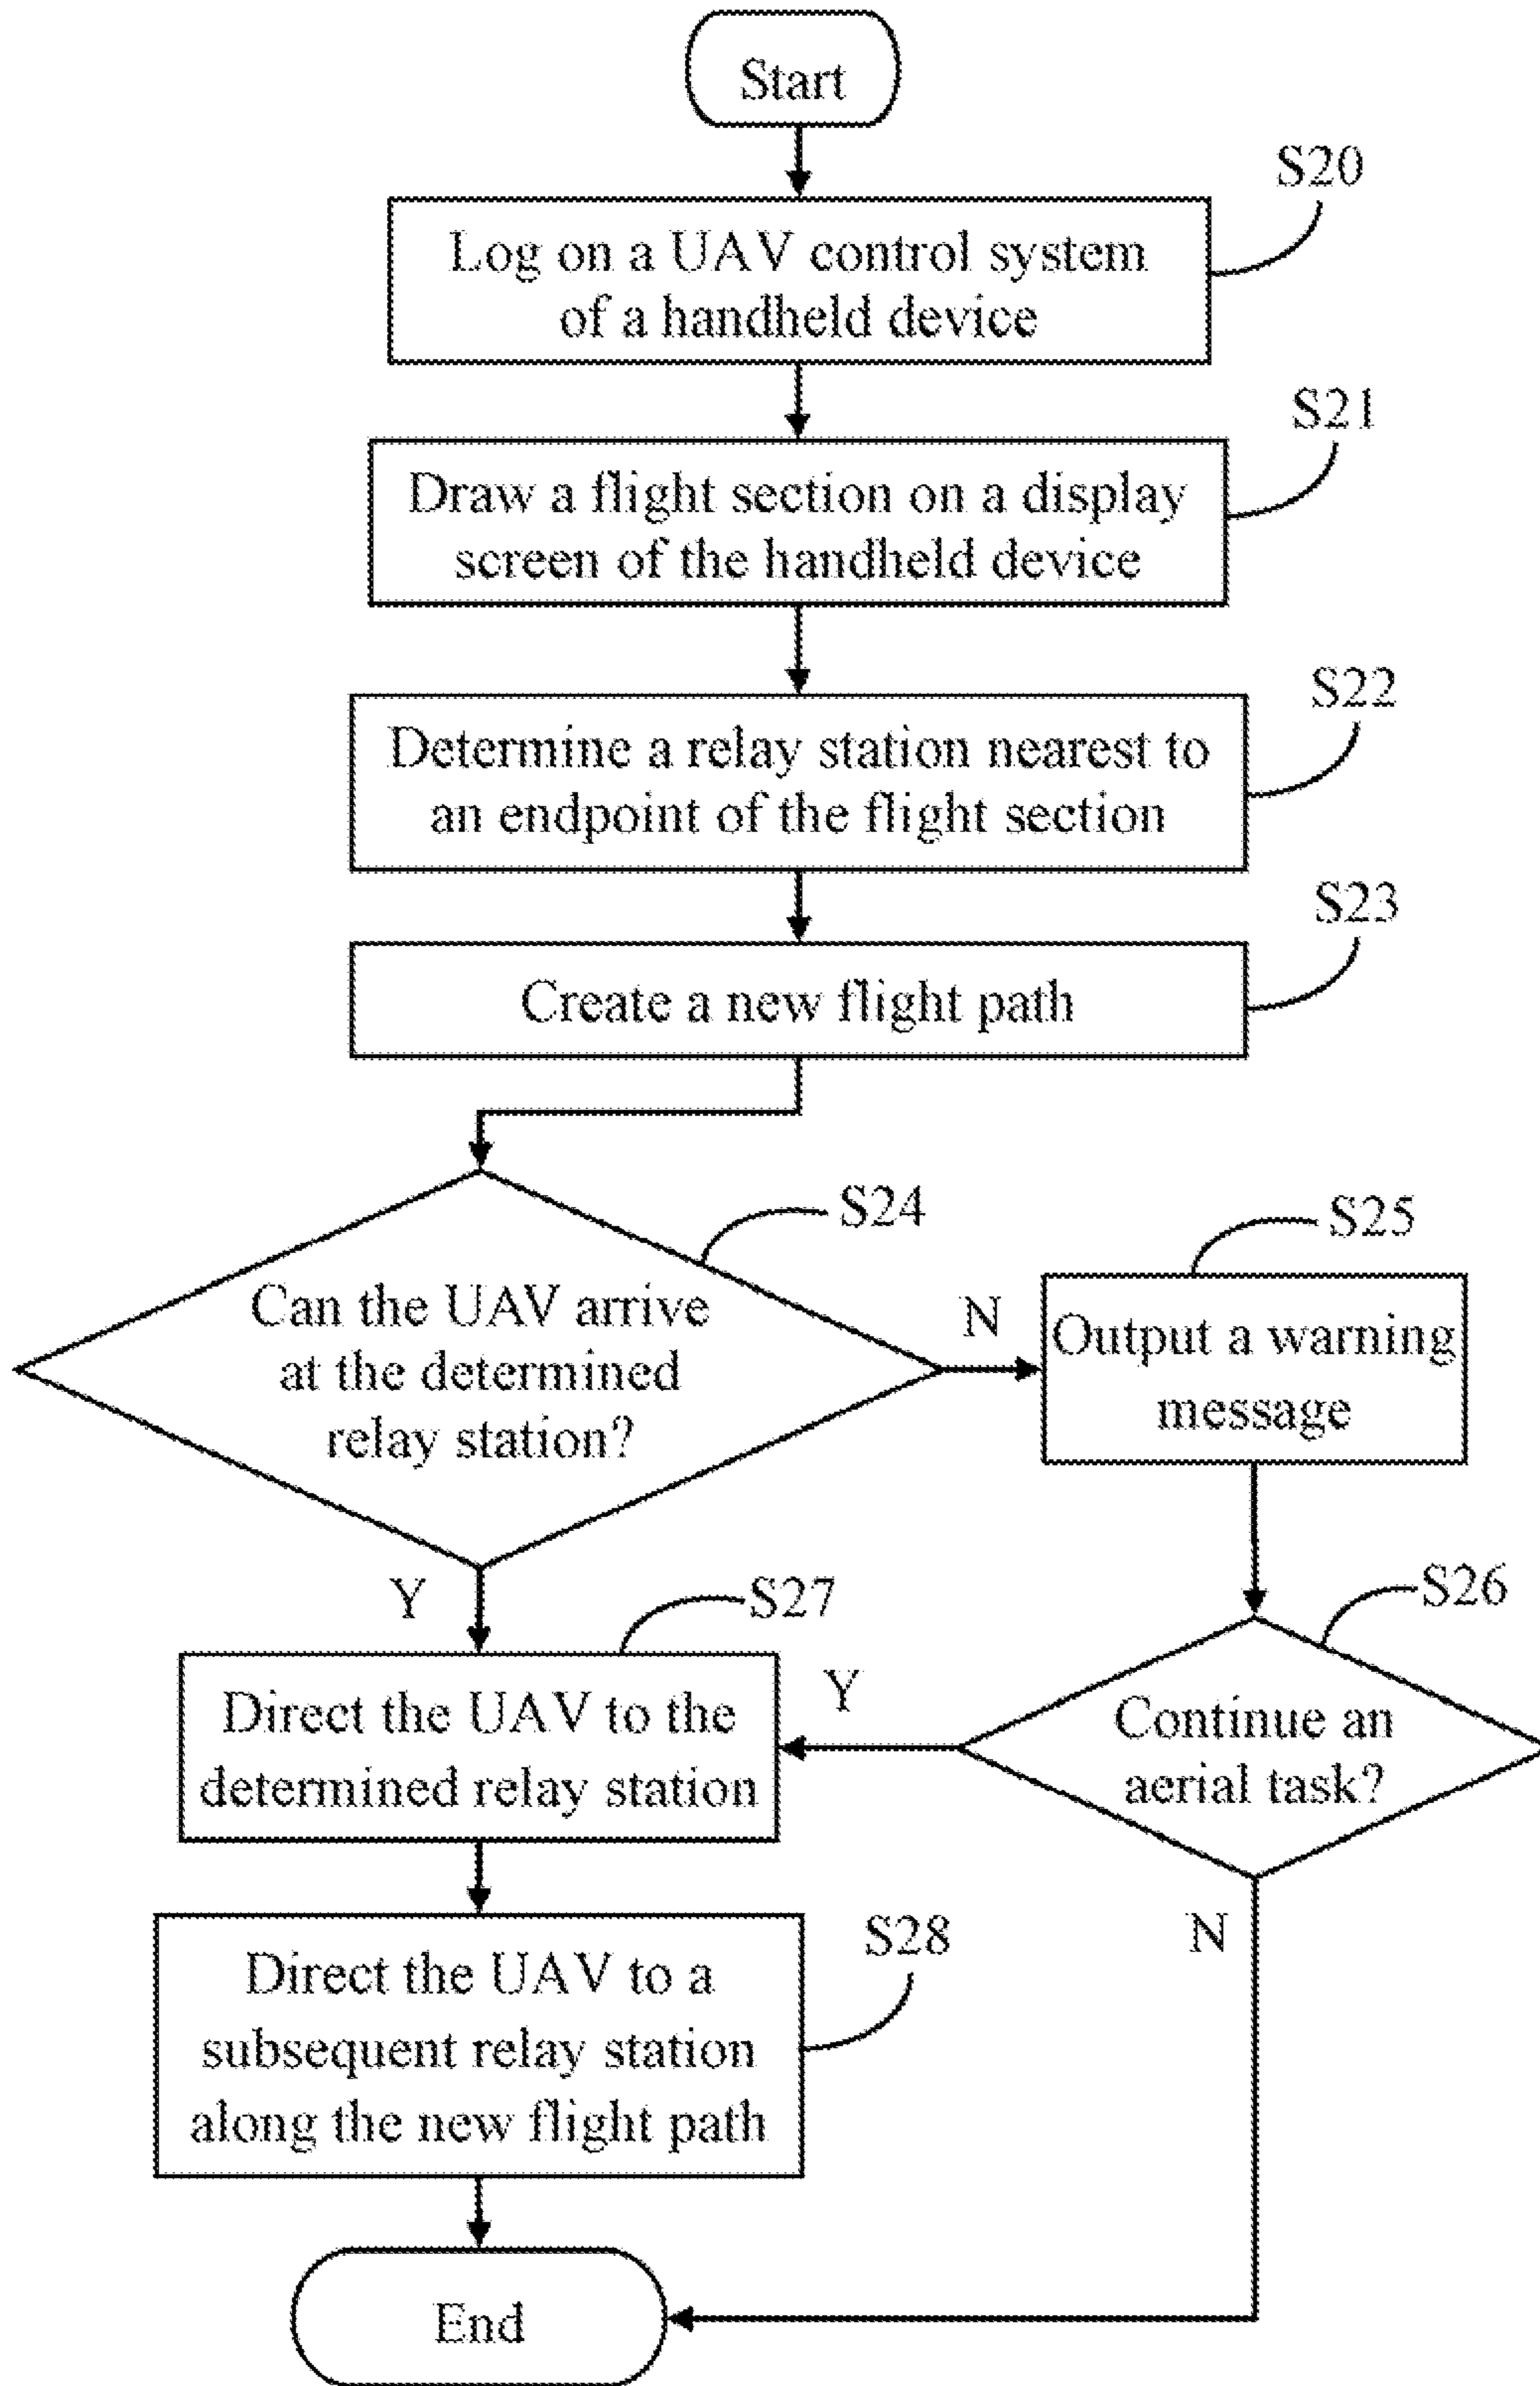 Start
S20
Log on a UAV control system
of a handheld device
S21
Draw a flight section on a display
screen of the handheld device
S22
Determine a relay station nearest to
an endpoint of the flight section
S23
Create a new flight path
S24
Can the UAV arrive
at the determined
relay station?
N
S25
Output a warning
message
Y
S26
Continue an
aerial task?
Y
N
S27
Direct the UAV to the
determined relay station
S28
Direct the UAV to a
subsequent relay station
along the new flight path
End